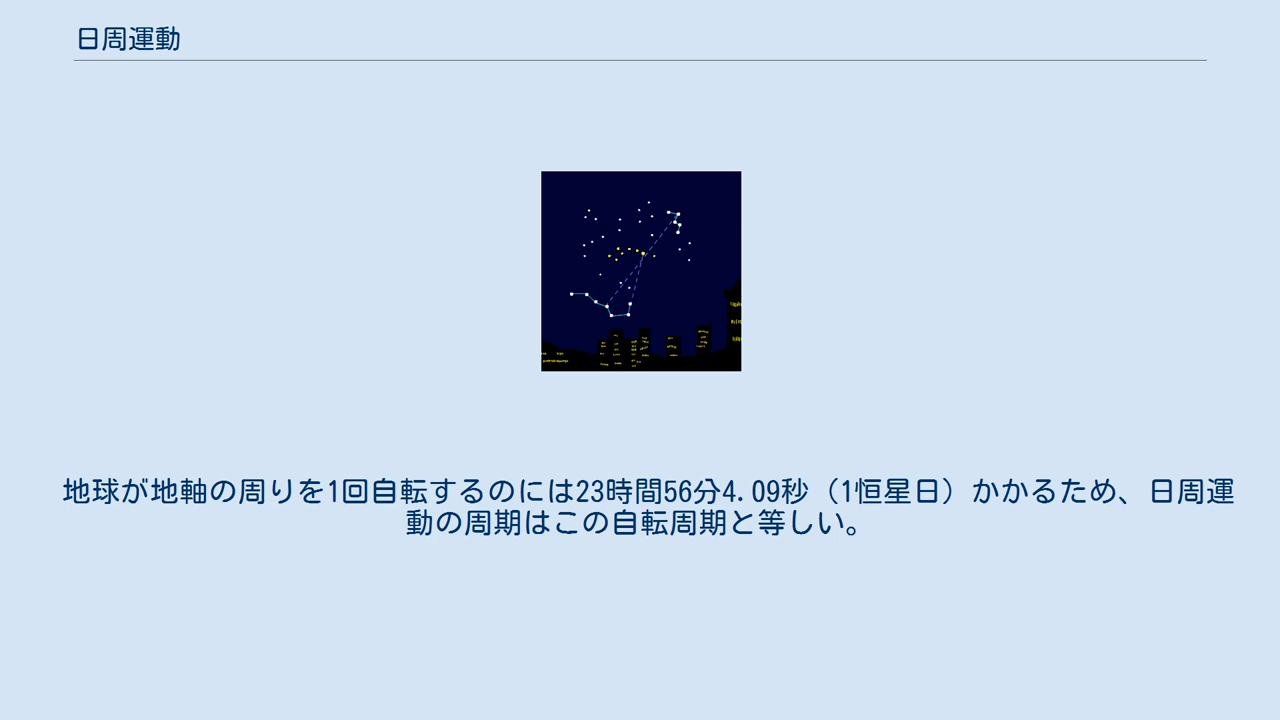 日周運動
地球が地軸の周りを1回自転するのには23時間56分4.09秒（1恒星日）かかるため、日周運
動の周期はこの自転周期と等しい。